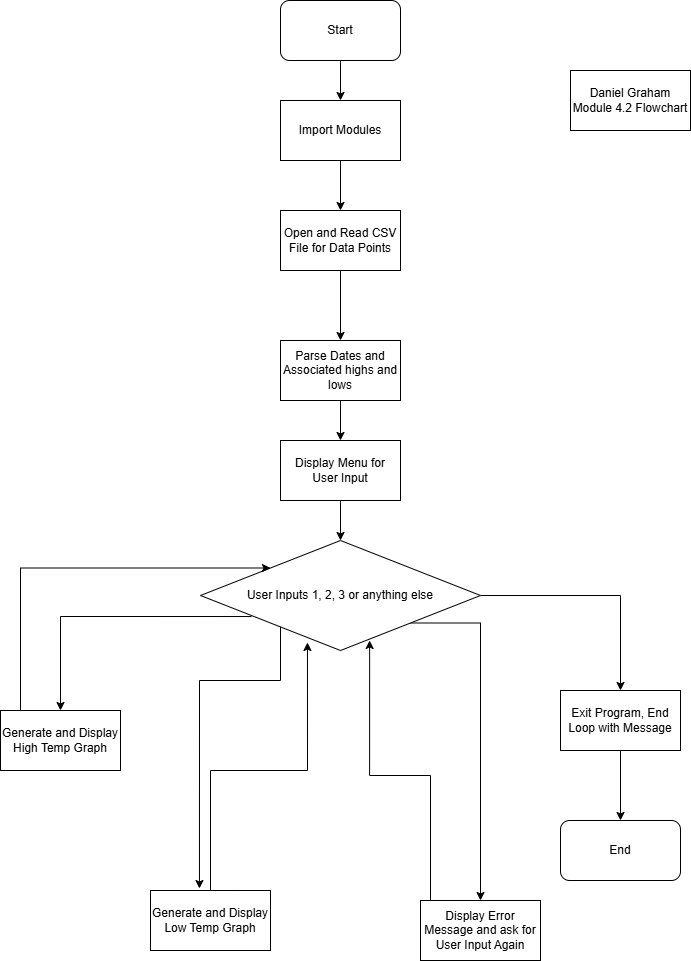 Start
Daniel Graham
Module 4.2 Flowchart
Import Modules
Open and Read CSV
File for Data Points
Parse Dates and
Associated highs and
lows
Display Menu for
User Input
User Inputs 1, 2, 3 or anything else
Generate and Display
High Temp Graph
Exit Program, End
Loop with Message
End
Generate and Display
Low Temp Graph
Display Error
Message and ask for
User Input Again